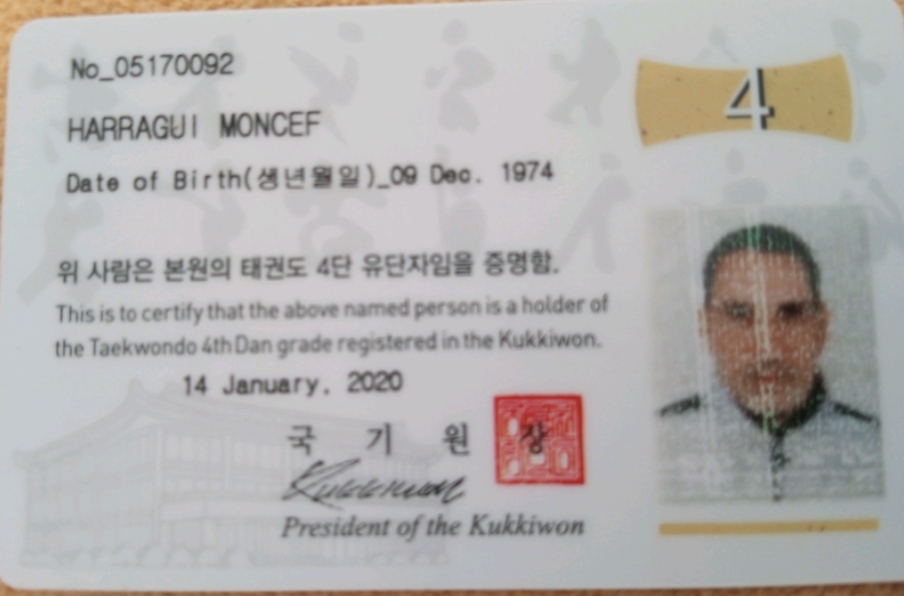 No_05170092
4
HARRAGUI MONCEF
Date of Birth(생년월일)_09 Dec. 1974
위 사람은 본원의 태권도 4단 유단자임을 증명함.
This is to certify that the above named person is a holder of
the Taekwondo 4th Dan grade registered in the Kukkiwon.
14 January, 2020
국 기 원 장
Kukkiwon
President of the Kukkiwon